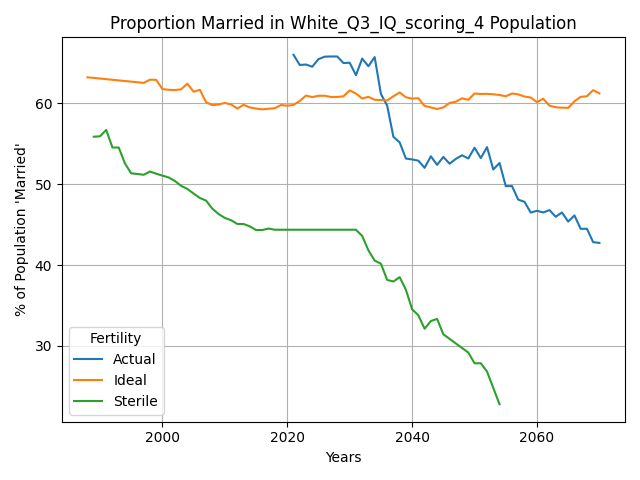 Proportion Married in White_Q3_IQ_scoring_4 Population
% of Population 'Married'
60
50
40
30
Fertility
Actual
Ideal
Sterile
2000
2020
2040
2060
Years